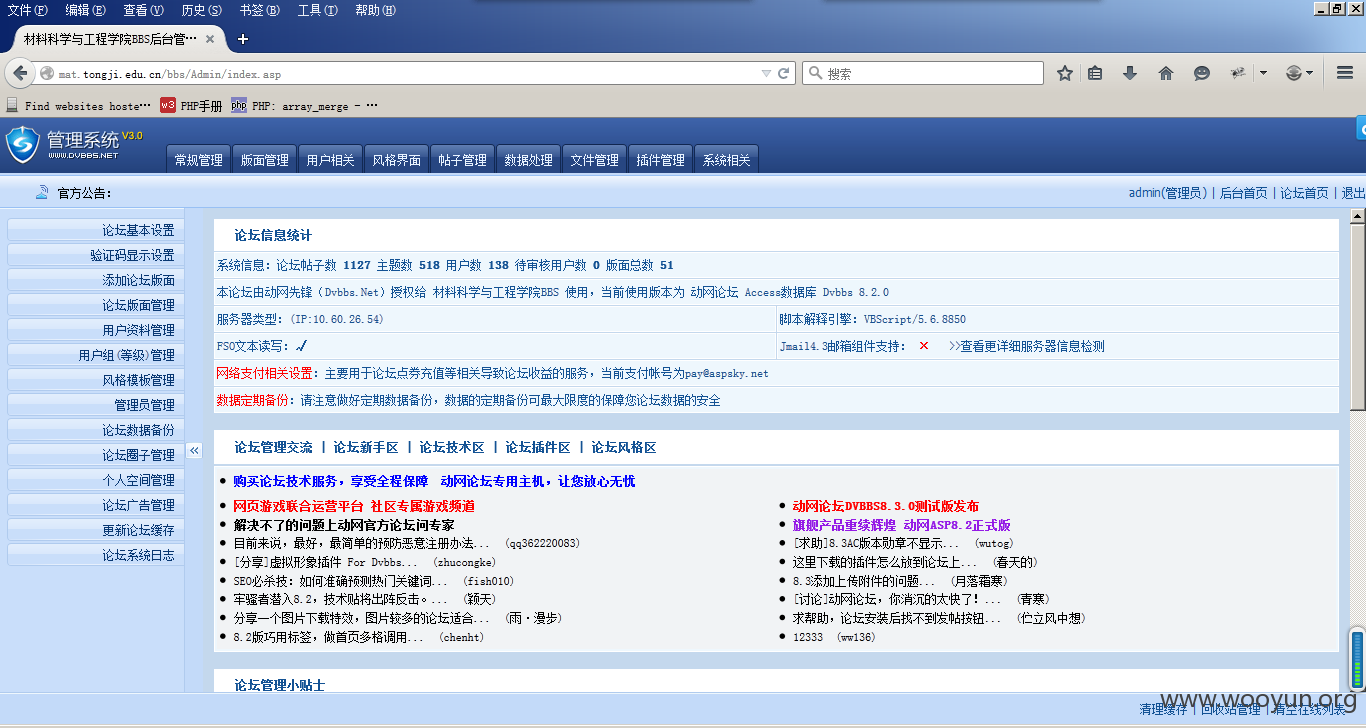 文件(F) 编辑(E) 查看(V) 历史(S) 书签(B) 工具(T) 帮助(H)
材料科学与工程学院BBS后台管…
mat.tongji.edu.cn/bbs/Admin/index.asp
搜索
Find websites hoste… PHP手册 PHP: array_merge - …
管理系统 V3.0
WWW.DVBBS.NET
常规管理 版面管理 用户相关 风格界面 帖子管理 数据处理 文件管理 插件管理 系统相关
官方公告:
admin(管理员) | 后台首页 | 论坛首页 | 退出
论坛基本设置
验证码显示设置
添加论坛版面
论坛版面管理
用户资料管理
用户组(等级)管理
风格模板管理
管理员管理
论坛数据备份
论坛圈子管理
个人空间管理
论坛广告管理
更新论坛缓存
论坛系统日志
论坛信息统计
系统信息: 论坛帖子数 1127 主题数 518 用户数 138 待审核用户数 0 版面总数 51
本论坛由动网先锋（Dvbbs.Net）授权给 材料科学与工程学院BBS 使用，当前使用版本为 动网论坛 Access数据库 Dvbbs 8.2.0
服务器类型: (IP:10.60.26.54)
脚本解释引擎: VBScript/5.6.8850
FSO文本读写: ✓
Jmail4.3邮箱组件支持: × >>查看更详细服务器信息检测
网络支付相关设置: 主要用于论坛点券充值等相关导致论坛收益的服务，当前支付帐号为pay@aspsky.net
数据定期备份: 请注意做好定期数据备份，数据的定期备份可最大限度的保障您论坛数据的安全
论坛管理交流 | 论坛新手区 | 论坛技术区 | 论坛插件区 | 论坛风格区
购买论坛技术服务，享受全程保障 动网论坛专用主机，让您放心无忧
网页游戏联合运营平台 社区专属游戏频道
解决不了的问题上动网官方论坛问专家
目前来说，最好，最简单的预防恶意注册办法... (qq362220083)
[分享]虚拟形象插件 For Dvbbs... (zhucongke)
SEO必杀技: 如何准确预测热门关键词... (fish010)
牢骚者潜入8.2，技术贴将出阵反击。... (颖天)
分享一个图片下载特效，图片较多的论坛适合... (雨·漫步)
8.2版巧用标签，做首页多格调用... (chenht)
动网论坛DVBBS8.3.0测试版发布
旗舰产品重续辉煌 动网ASP8.2正式版
[求助]8.3AC版本勋章不显示... (wutog)
这里下载的插件怎么放到论坛上... (春天的)
8.3添加上传附件的问题... (月落霜寒)
[讨论]动网论坛，你消沉的太快了！... (青寒)
求帮助，论坛安装后找不到发帖按钮... (伫立风中想)
12333 (ww136)
论坛管理小贴士
清理缓存 | 回收站管理 | 清空在线列表
www.wooyun.org